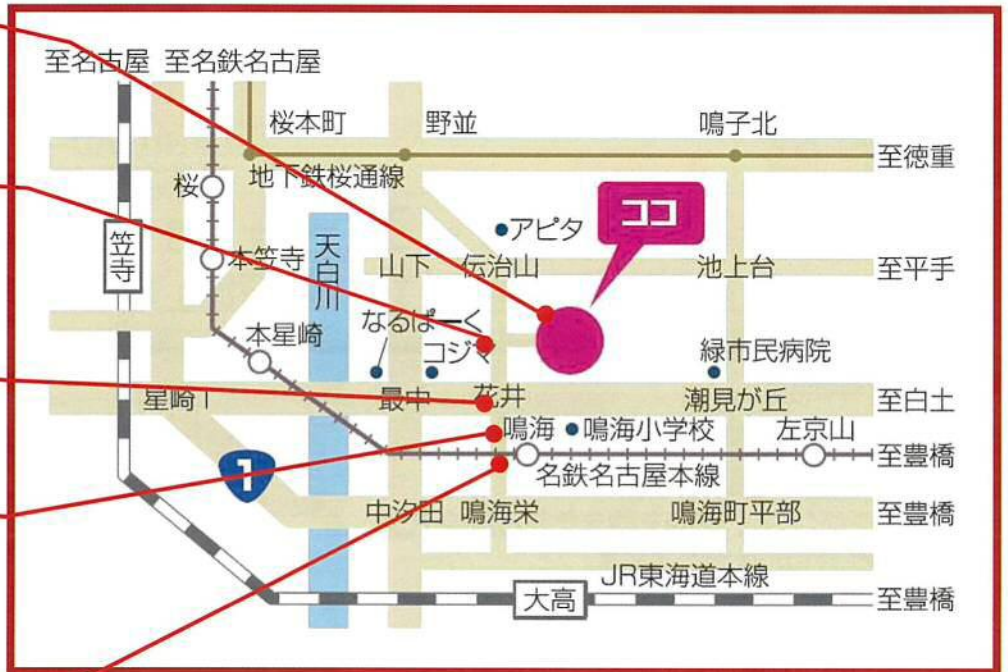 至名古屋 至名鉄名古屋
桜本町 野並 鳴子北
至徳重
地下鉄桜通線
桜
ココ
アピタ
笠寺
本笠寺
天白川
山下 伝治山 池上台 至平手
なるぱーく
本星崎
コジマ
緑市民病院
星崎1 最中 花井 潮見が丘 至白土
鳴海 鳴海小学校 左京山
至豊橋
名鉄名古屋本線
1
中汐田 鳴海栄 鳴海町平部 至豊橋
JR東海道本線
大高
至豊橋